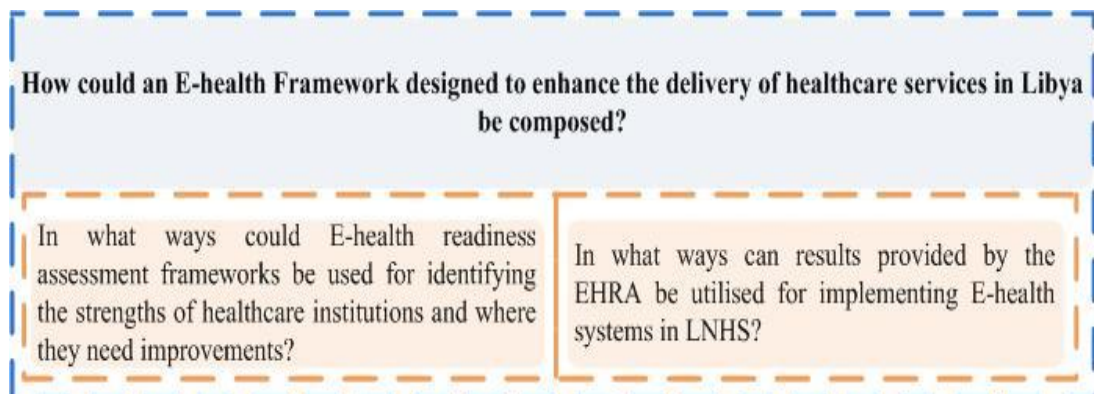 How could an E-health Framework designed to enhance the delivery of healthcare services in Libya
be composed?
In what ways could E-health readiness
assessment frameworks be used for identifying
the strengths of healthcare institutions and where
they need improvements?
In what ways can results provided by the
EHRA be utilised for implementing E-health
systems in LNHS?